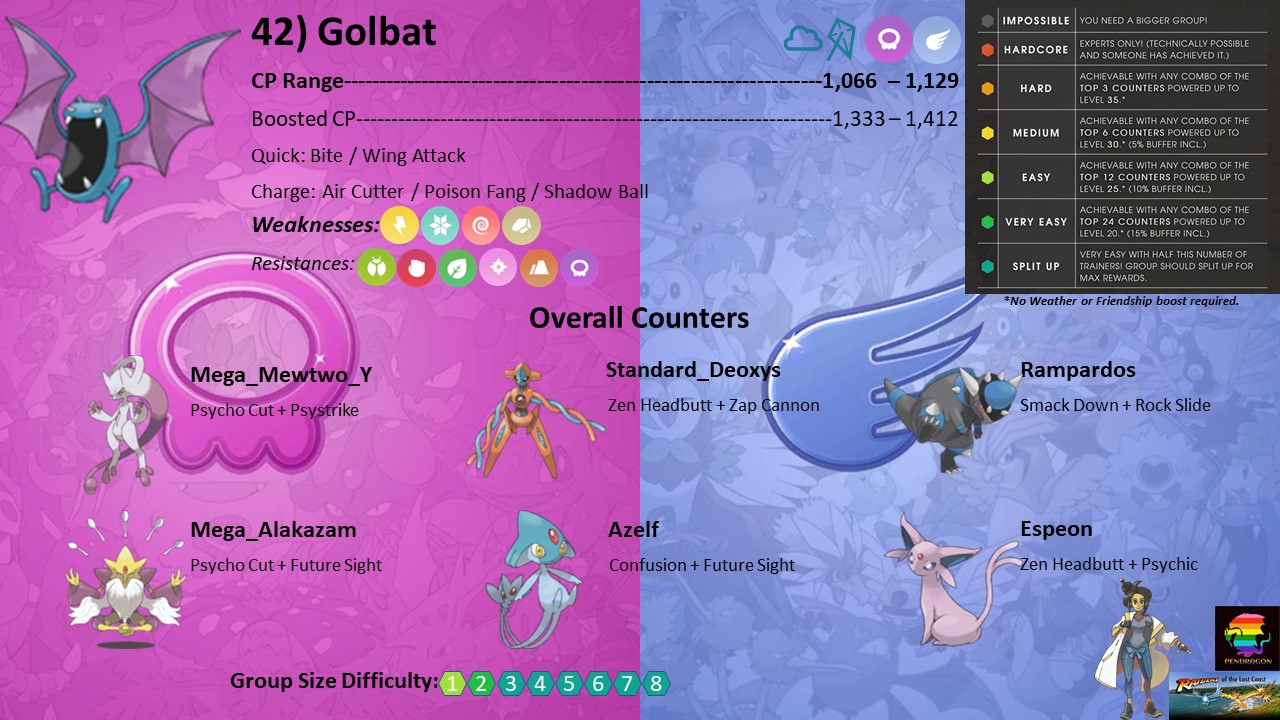 42) Golbat
CP Range--------------------------------------------------------------------1,066 – 1,129
Boosted CP--------------------------------------------------------------------1,333 – 1,412
Quick: Bite / Wing Attack
Charge: Air Cutter / Poison Fang / Shadow Ball
Weaknesses:
Resistances:
IMPOSSIBLE
YOU NEED A BIGGER GROUP!
HARDCORE
EXPERTS ONLY! (TECHNICALLY POSSIBLE
AND SOMEONE HAS ACHIEVED IT.)
HARD
ACHIEVABLE WITH ANY COMBO OF THE
TOP 3 COUNTERS POWERED UP TO
LEVEL 35.*
MEDIUM
ACHIEVABLE WITH ANY COMBO OF THE
TOP 6 COUNTERS POWERED UP TO
LEVEL 30.* (5% BUFFER INCL.)
EASY
ACHIEVABLE WITH ANY COMBO OF THE
TOP 12 COUNTERS POWERED UP TO
LEVEL 25.* (10% BUFFER INCL.)
VERY EASY
ACHIEVABLE WITH ANY COMBO OF THE
TOP 24 COUNTERS POWERED UP TO
LEVEL 20.* (15% BUFFER INCL.)
SPLIT UP
VERY EASY WITH HALF THIS NUMBER OF
TRAINERS! GROUP SHOULD SPLIT UP FOR
MAX REWARDS.
*No Weather or Friendship boost required.
Overall Counters
Mega_Mewtwo_Y
Psycho Cut + Psystrike
Standard_Deoxys
Zen Headbutt + Zap Cannon
Rampardos
Smack Down + Rock Slide
Mega_Alakazam
Psycho Cut + Future Sight
Azelf
Confusion + Future Sight
Espeon
Zen Headbutt + Psychic
Group Size Difficulty: 1 2 3 4 5 6 7 8
PENDRAGON
RAIDERS of the Lost Coast